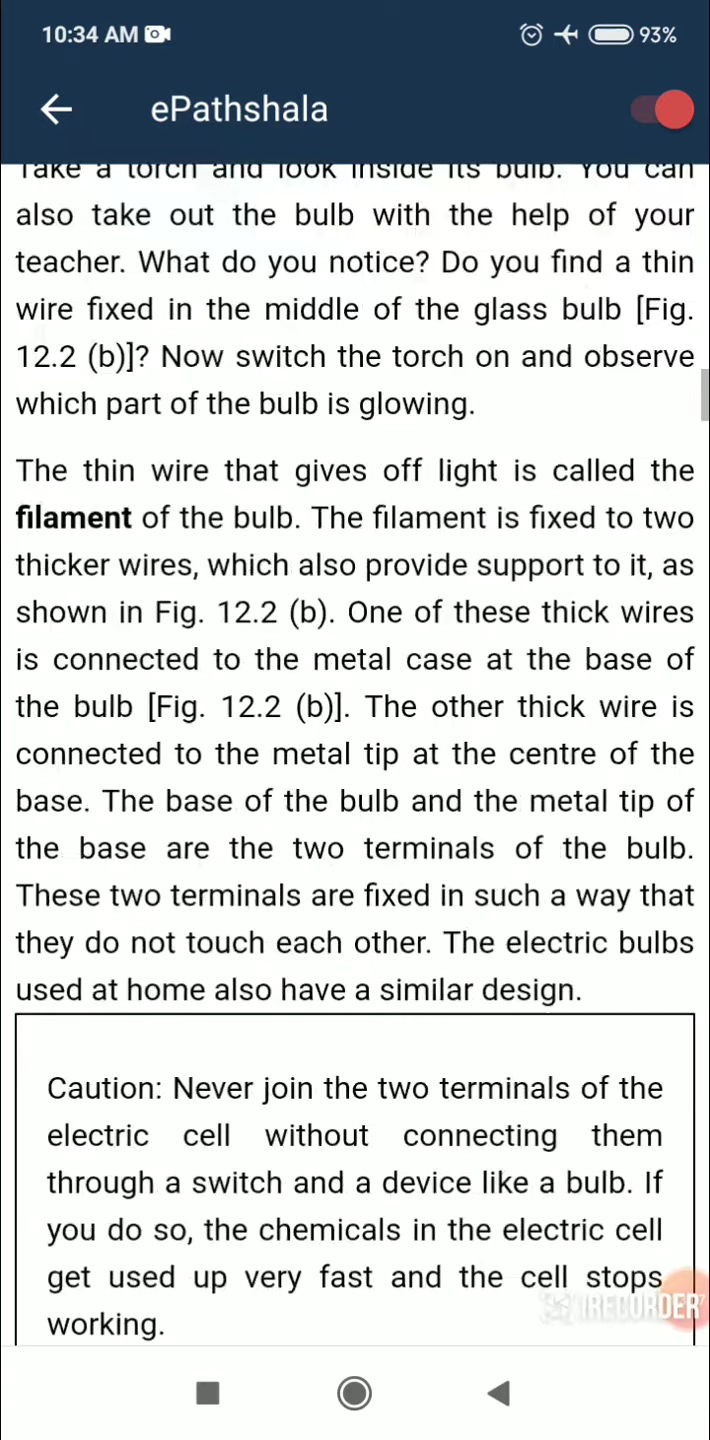 10:34 AM
93%
ePathshala
Take a torch and look inside its bulb. You can
also take out the bulb with the help of your
teacher. What do you notice? Do you find a thin
wire fixed in the middle of the glass bulb [Fig.
12.2 (b)]? Now switch the torch on and observe
which part of the bulb is glowing.
The thin wire that gives off light is called the
filament of the bulb. The filament is fixed to two
thicker wires, which also provide support to it, as
shown in Fig. 12.2 (b). One of these thick wires
is connected to the metal case at the base of
the bulb [Fig. 12.2 (b)]. The other thick wire is
connected to the metal tip at the centre of the
base. The base of the bulb and the metal tip of
the base are the two terminals of the bulb.
These two terminals are fixed in such a way that
they do not touch each other. The electric bulbs
used at home also have a similar design.
Caution: Never join the two terminals of the
electric cell without connecting them
through a switch and a device like a bulb. If
you do so, the chemicals in the electric cell
get used up very fast and the cell stops
working.
XRECORDER